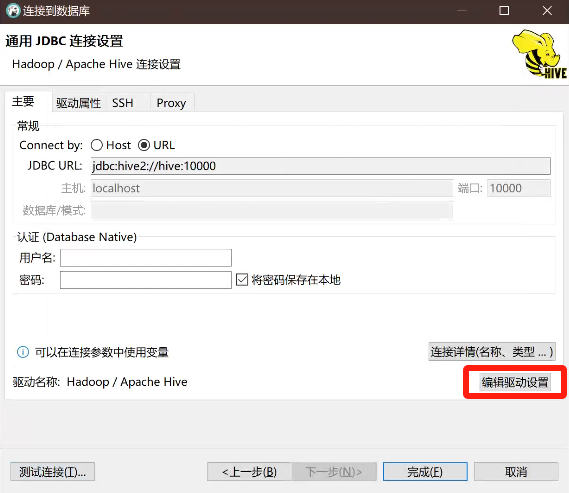 连接到数据库
通用 JDBC 连接设置
Hadoop / Apache Hive 连接设置
HIVE
主要 驱动属性 SSH Proxy
常规
Connect by: Host URL
JDBC URL: jdbc:hive2://hive:10000
主机: localhost 端口: 10000
数据库/模式:
认证 (Database Native)
用户名:
密码: 将密码保存在本地
可以在连接参数中使用变量 连接详情(名称、类型 ... )
驱动名称: Hadoop / Apache Hive 编辑驱动设置
测试连接(T)... <上一步(B) 下一步(N)> 完成(F) 取消